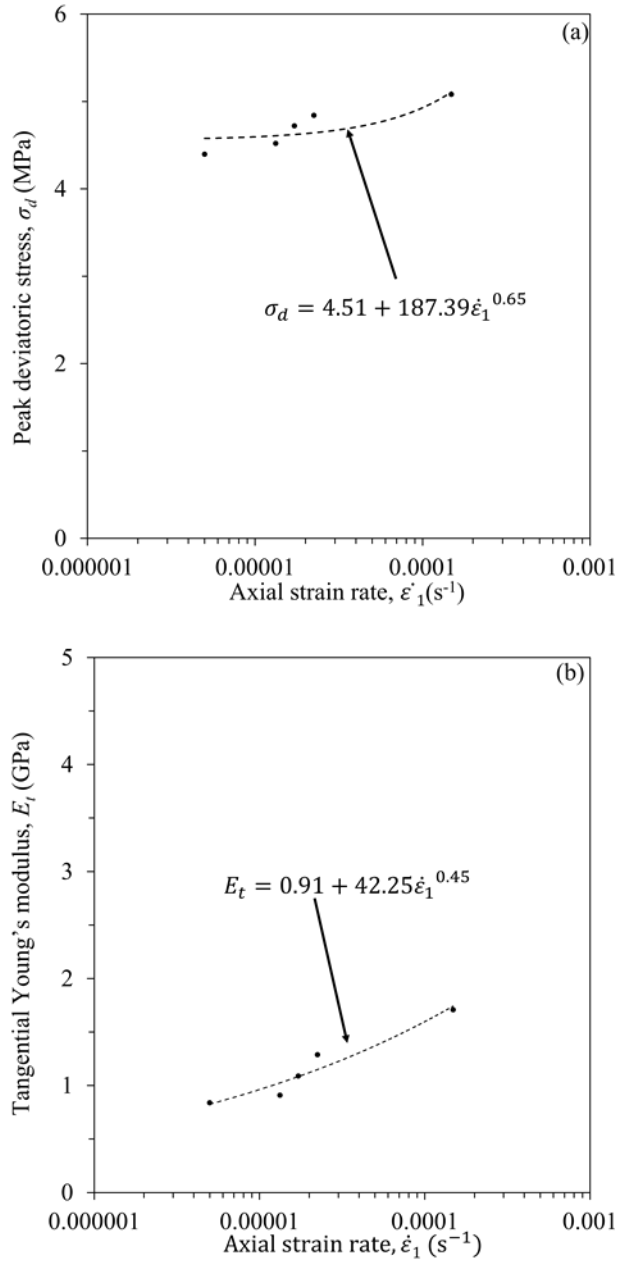 (a)
6
4
2
0
Peak deviatoric stress, σd (MPa)
σd = 4.51 + 187.39ε̇₁^0.65
0.000001 0.00001 0.0001 0.001
Axial strain rate, ε̇₁(s⁻¹)
(b)
5
4
3
2
1
0
Tangential Young's modulus, Et (GPa)
Et = 0.91 + 42.25ε̇₁^0.45
0.000001 0.00001 0.0001 0.001
Axial strain rate, ε̇₁ (s⁻¹)